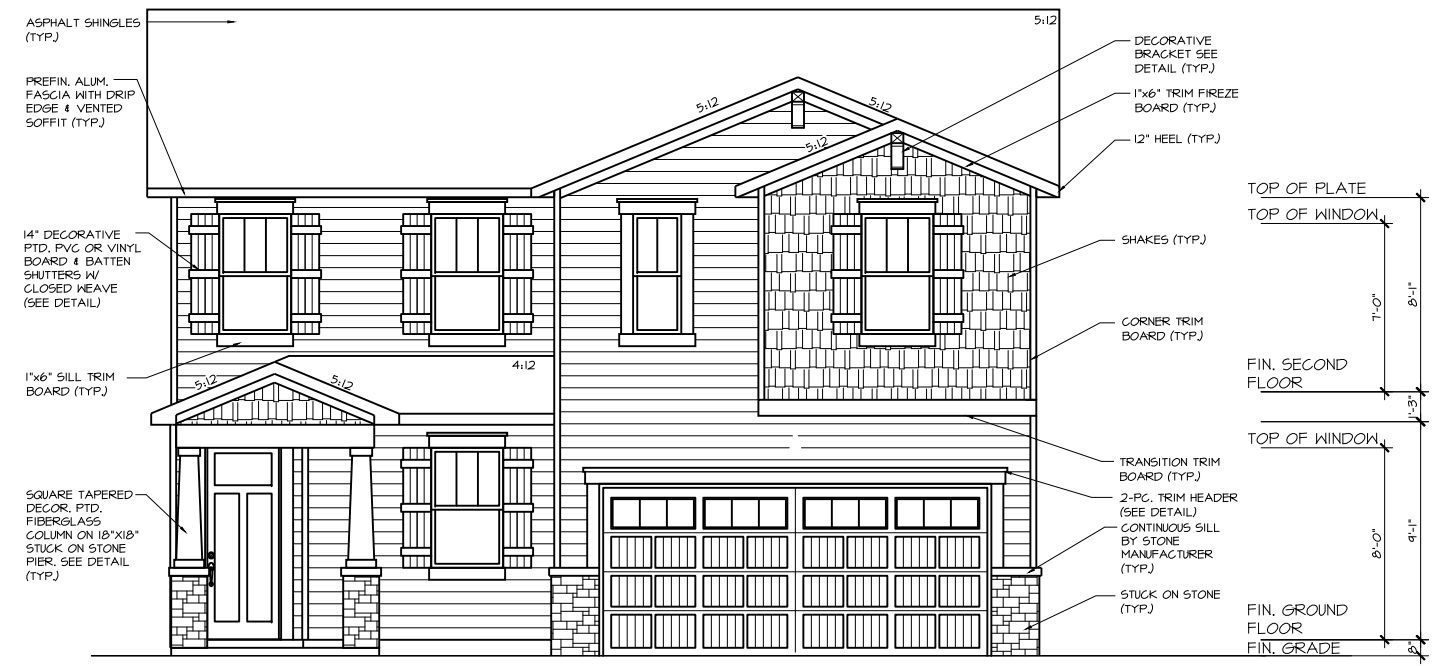 ASPHALT SHINGLES
(TYP.)
PREFIN. ALUM.
FASCIA WITH DRIP
EDGE & VENTED
SOFFIT (TYP.)
14" DECORATIVE
PTD. PVC OR VINYL
BOARD & BATTEN
SHUTTERS W/
CLOSED WEAVE
(SEE DETAIL)
1"x6" SILL TRIM
BOARD (TYP.)
SQUARE TAPERED
DECOR. PTD.
FIBERGLASS
COLUMN ON 18"X18"
STUCK ON STONE
PIER. SEE DETAIL
(TYP.)
5:12
5:12
5:12
5:12
5:12
5:12
4:12
DECORATIVE
BRACKET SEE
DETAIL (TYP.)
1"x6" TRIM FIREZE
BOARD (TYP.)
12" HEEL (TYP.)
SHAKES (TYP.)
CORNER TRIM
BOARD (TYP.)
TRANSITION TRIM
BOARD (TYP.)
2-PC. TRIM HEADER
(SEE DETAIL)
CONTINUOUS SILL
BY STONE
MANUFACTURER
(TYP.)
STUCK ON STONE
(TYP.)
TOP OF PLATE
TOP OF WINDOW
7'-0"
8'-1"
FIN. SECOND
FLOOR
1'-3"
TOP OF WINDOW
8'-0"
9'-1"
FIN. GROUND
FLOOR
FIN. GRADE
8"